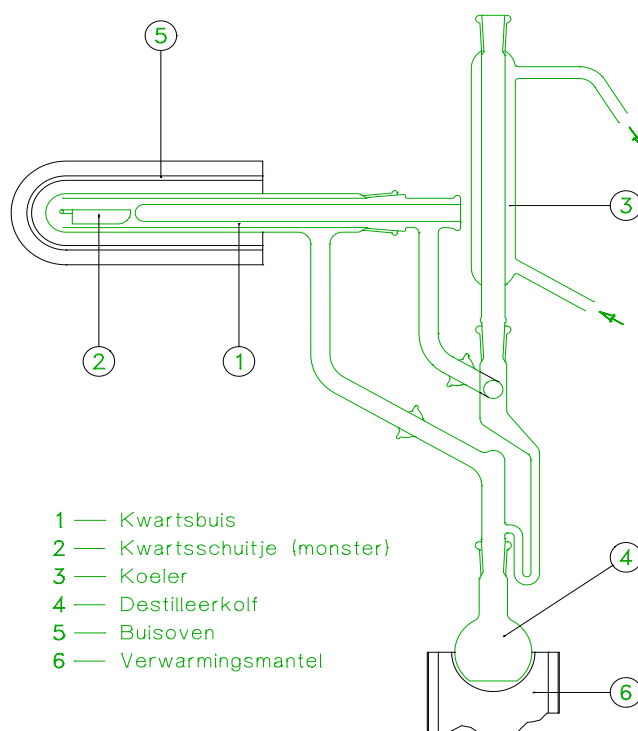 5
3
2
1
4
6
1 — Kwartsbuis
2 — Kwartsschuitje (monster)
3 — Koeler
4 — Destilleerkolf
5 — Buisoven
6 — Verwarmingsmantel